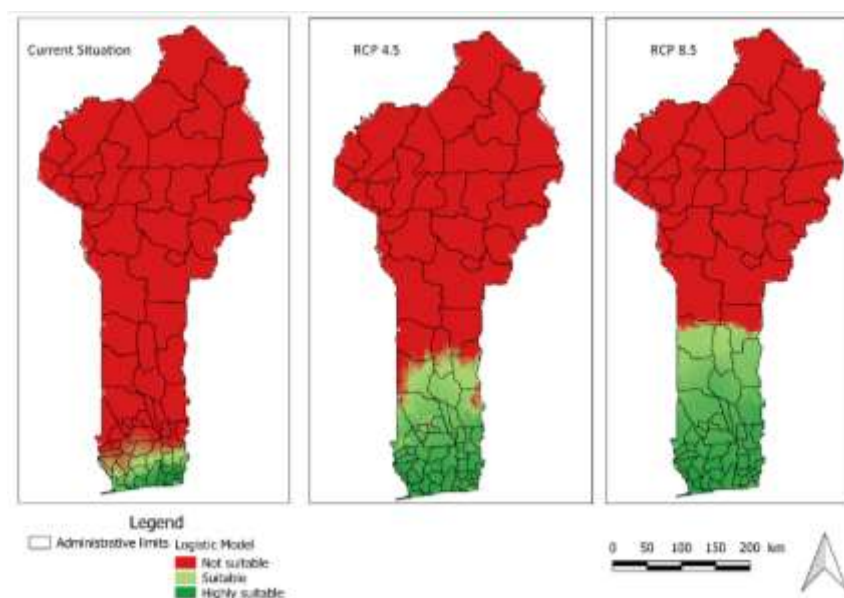 Current Situation
RCP 4.5
RCP 8.5
Legend
Administrative limits
Logistic Model
Not suitable
Suitable
Highly suitable
0 50 100 150 200 km